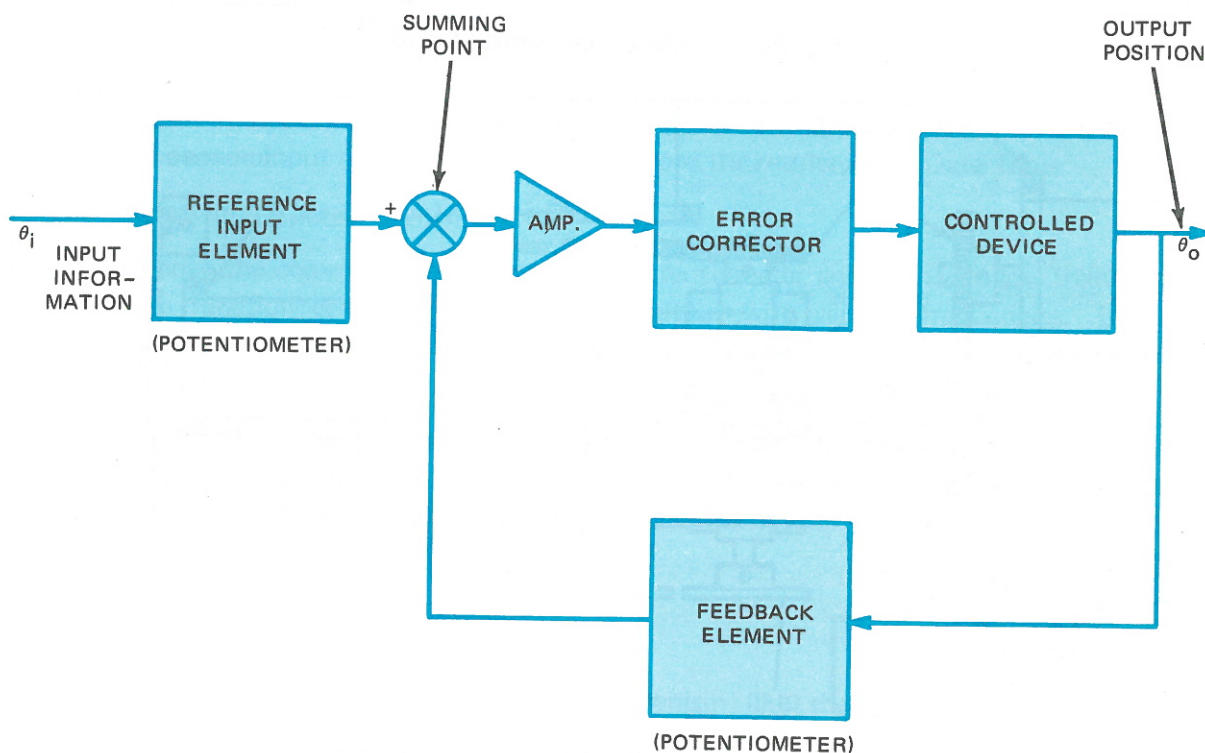 SUMMING
POINT
OUTPUT
POSITION
REFERENCE
INPUT
ELEMENT
+
AMP.
ERROR
CORRECTOR
CONTROLLED
DEVICE
θi
INPUT
INFOR-
MATION
θo
(POTENTIOMETER)
FEEDBACK
ELEMENT
(POTENTIOMETER)